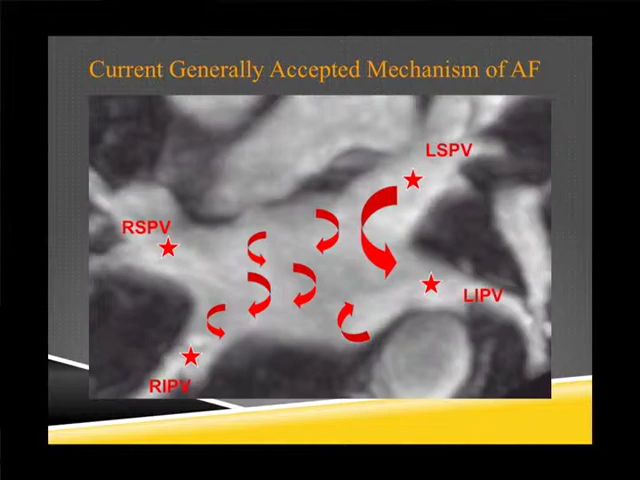 Current Generally Accepted Mechanism of AF
LSPV
RSPV
LIPV
RIPV